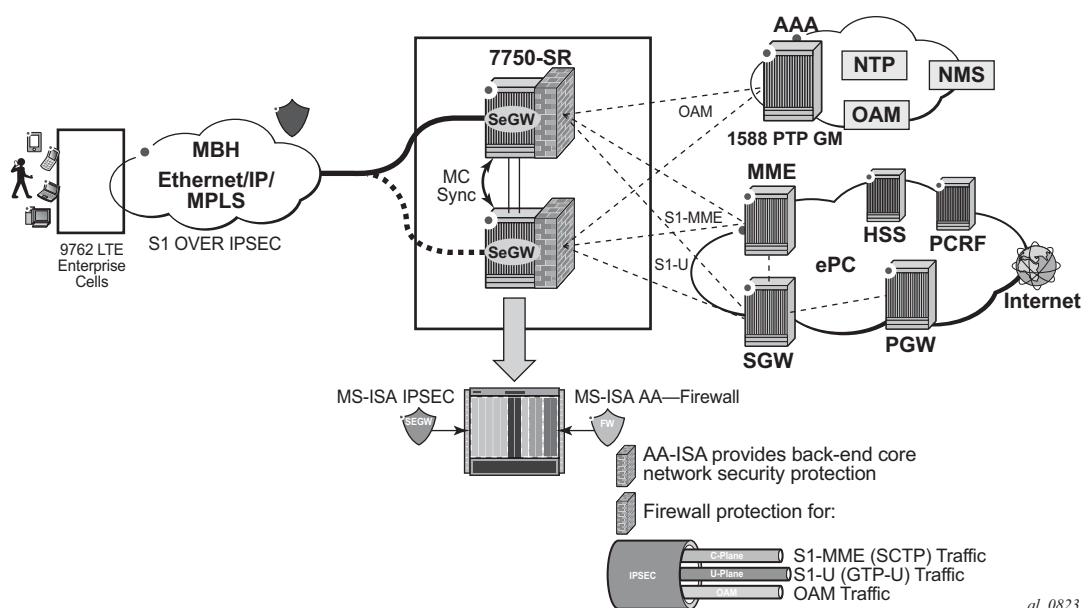 AAA
7750-SR
NTP
NMS
OAM
SeGW
OAM
1588 PTP GM
MBH
Ethernet/IP/
MPLS
MC
Sync
MME
S1-MME
HSS
PCRF
SeGW
S1 OVER IPSEC
9762 LTE
Enterprise
Cells
S1-U
ePC
Internet
SGW
PGW
MS-ISA IPSEC
MS-ISA AA—Firewall
SEGW
FW
AA-ISA provides back-end core
network security protection
Firewall protection for:
IPSEC
C-Plane
S1-MME (SCTP) Traffic
U-Plane
S1-U (GTP-U) Traffic
OAM
OAM Traffic
al_0823